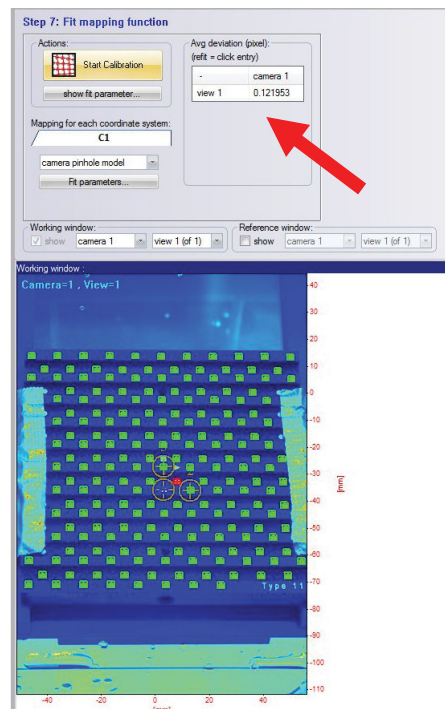 Step 7: Fit mapping function
Actions:
Start Calibration
show fit parameter...
Avg deviation (pixel):
(refit = click entry)
- camera 1
view 1 0.121953
Mapping for each coordinate system:
C1
camera pinhole model
Fit parameters...
Working window:
show camera 1 view 1 (of 1)
Reference window:
show camera 1 view 1 (of 1)
Working window :
Camera=1 , View=1
40
30
20
10
0
-10
-20
-30
[mm]
-40
-50
-60
-70
Type 11
-80
-90
-100
-110
-40 -20 0 20 40
[mm]